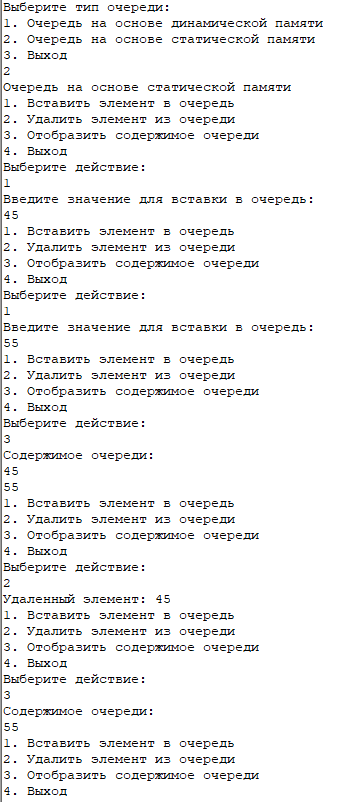 Выберите тип очереди:
1. Очередь на основе динамической памяти
2. Очередь на основе статической памяти
3. Выход
2
Очередь на основе статической памяти
1. Вставить элемент в очередь
2. Удалить элемент из очереди
3. Отобразить содержимое очереди
4. Выход
Выберите действие:
1
Введите значение для вставки в очередь:
45
1. Вставить элемент в очередь
2. Удалить элемент из очереди
3. Отобразить содержимое очереди
4. Выход
Выберите действие:
1
Введите значение для вставки в очередь:
55
1. Вставить элемент в очередь
2. Удалить элемент из очереди
3. Отобразить содержимое очереди
4. Выход
Выберите действие:
3
Содержимое очереди:
45
55
1. Вставить элемент в очередь
2. Удалить элемент из очереди
3. Отобразить содержимое очереди
4. Выход
Выберите действие:
2
Удаленный элемент: 45
1. Вставить элемент в очередь
2. Удалить элемент из очереди
3. Отобразить содержимое очереди
4. Выход
Выберите действие:
3
Содержимое очереди:
55
1. Вставить элемент в очередь
2. Удалить элемент из очереди
3. Отобразить содержимое очереди
4. Выход